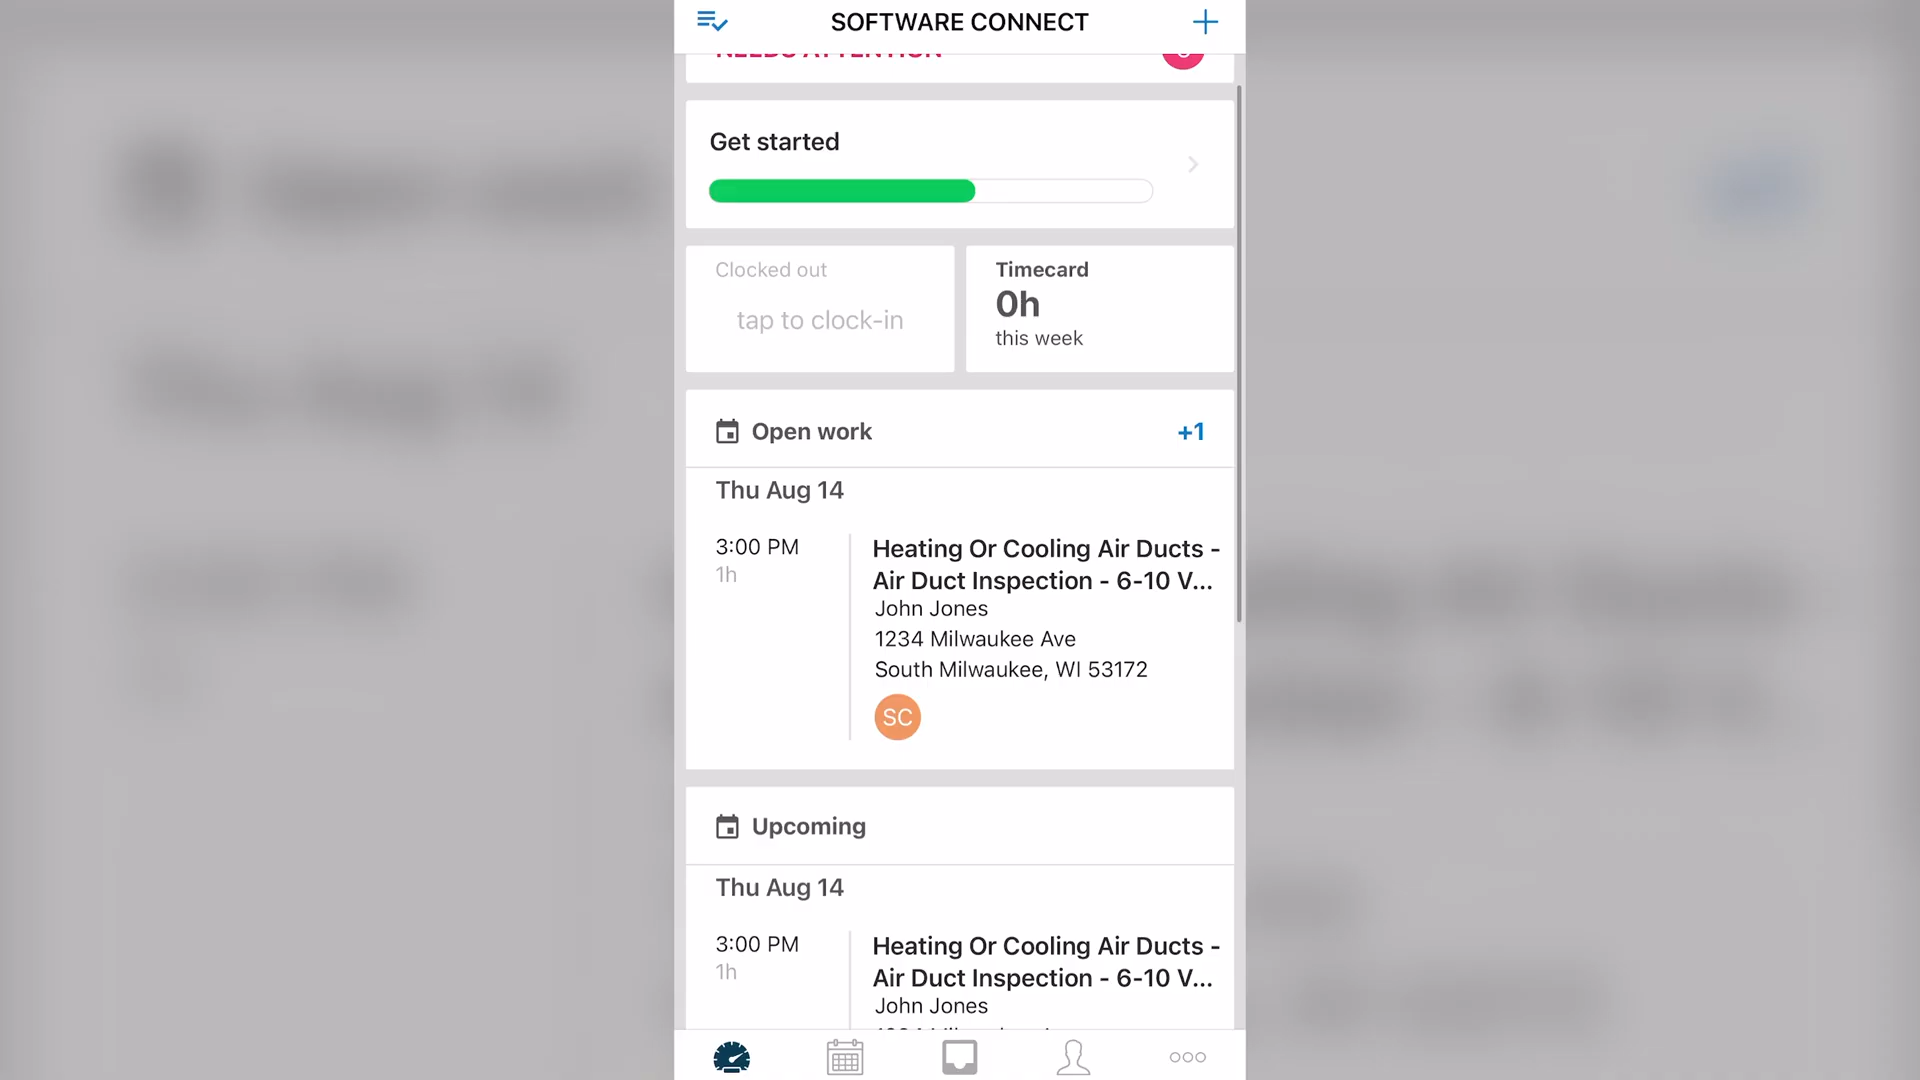 SOFTWARE CONNECT
NEEDS ATTENTION
Get started
Clocked out
tap to clock-in
Timecard
0h
this week
Open work
+1
Thu Aug 14
3:00 PM
1h
Heating Or Cooling Air Ducts -
Air Duct Inspection - 6-10 V...
John Jones
1234 Milwaukee Ave
South Milwaukee, WI 53172
SC
Upcoming
Thu Aug 14
3:00 PM
1h
Heating Or Cooling Air Ducts -
Air Duct Inspection - 6-10 V...
John Jones